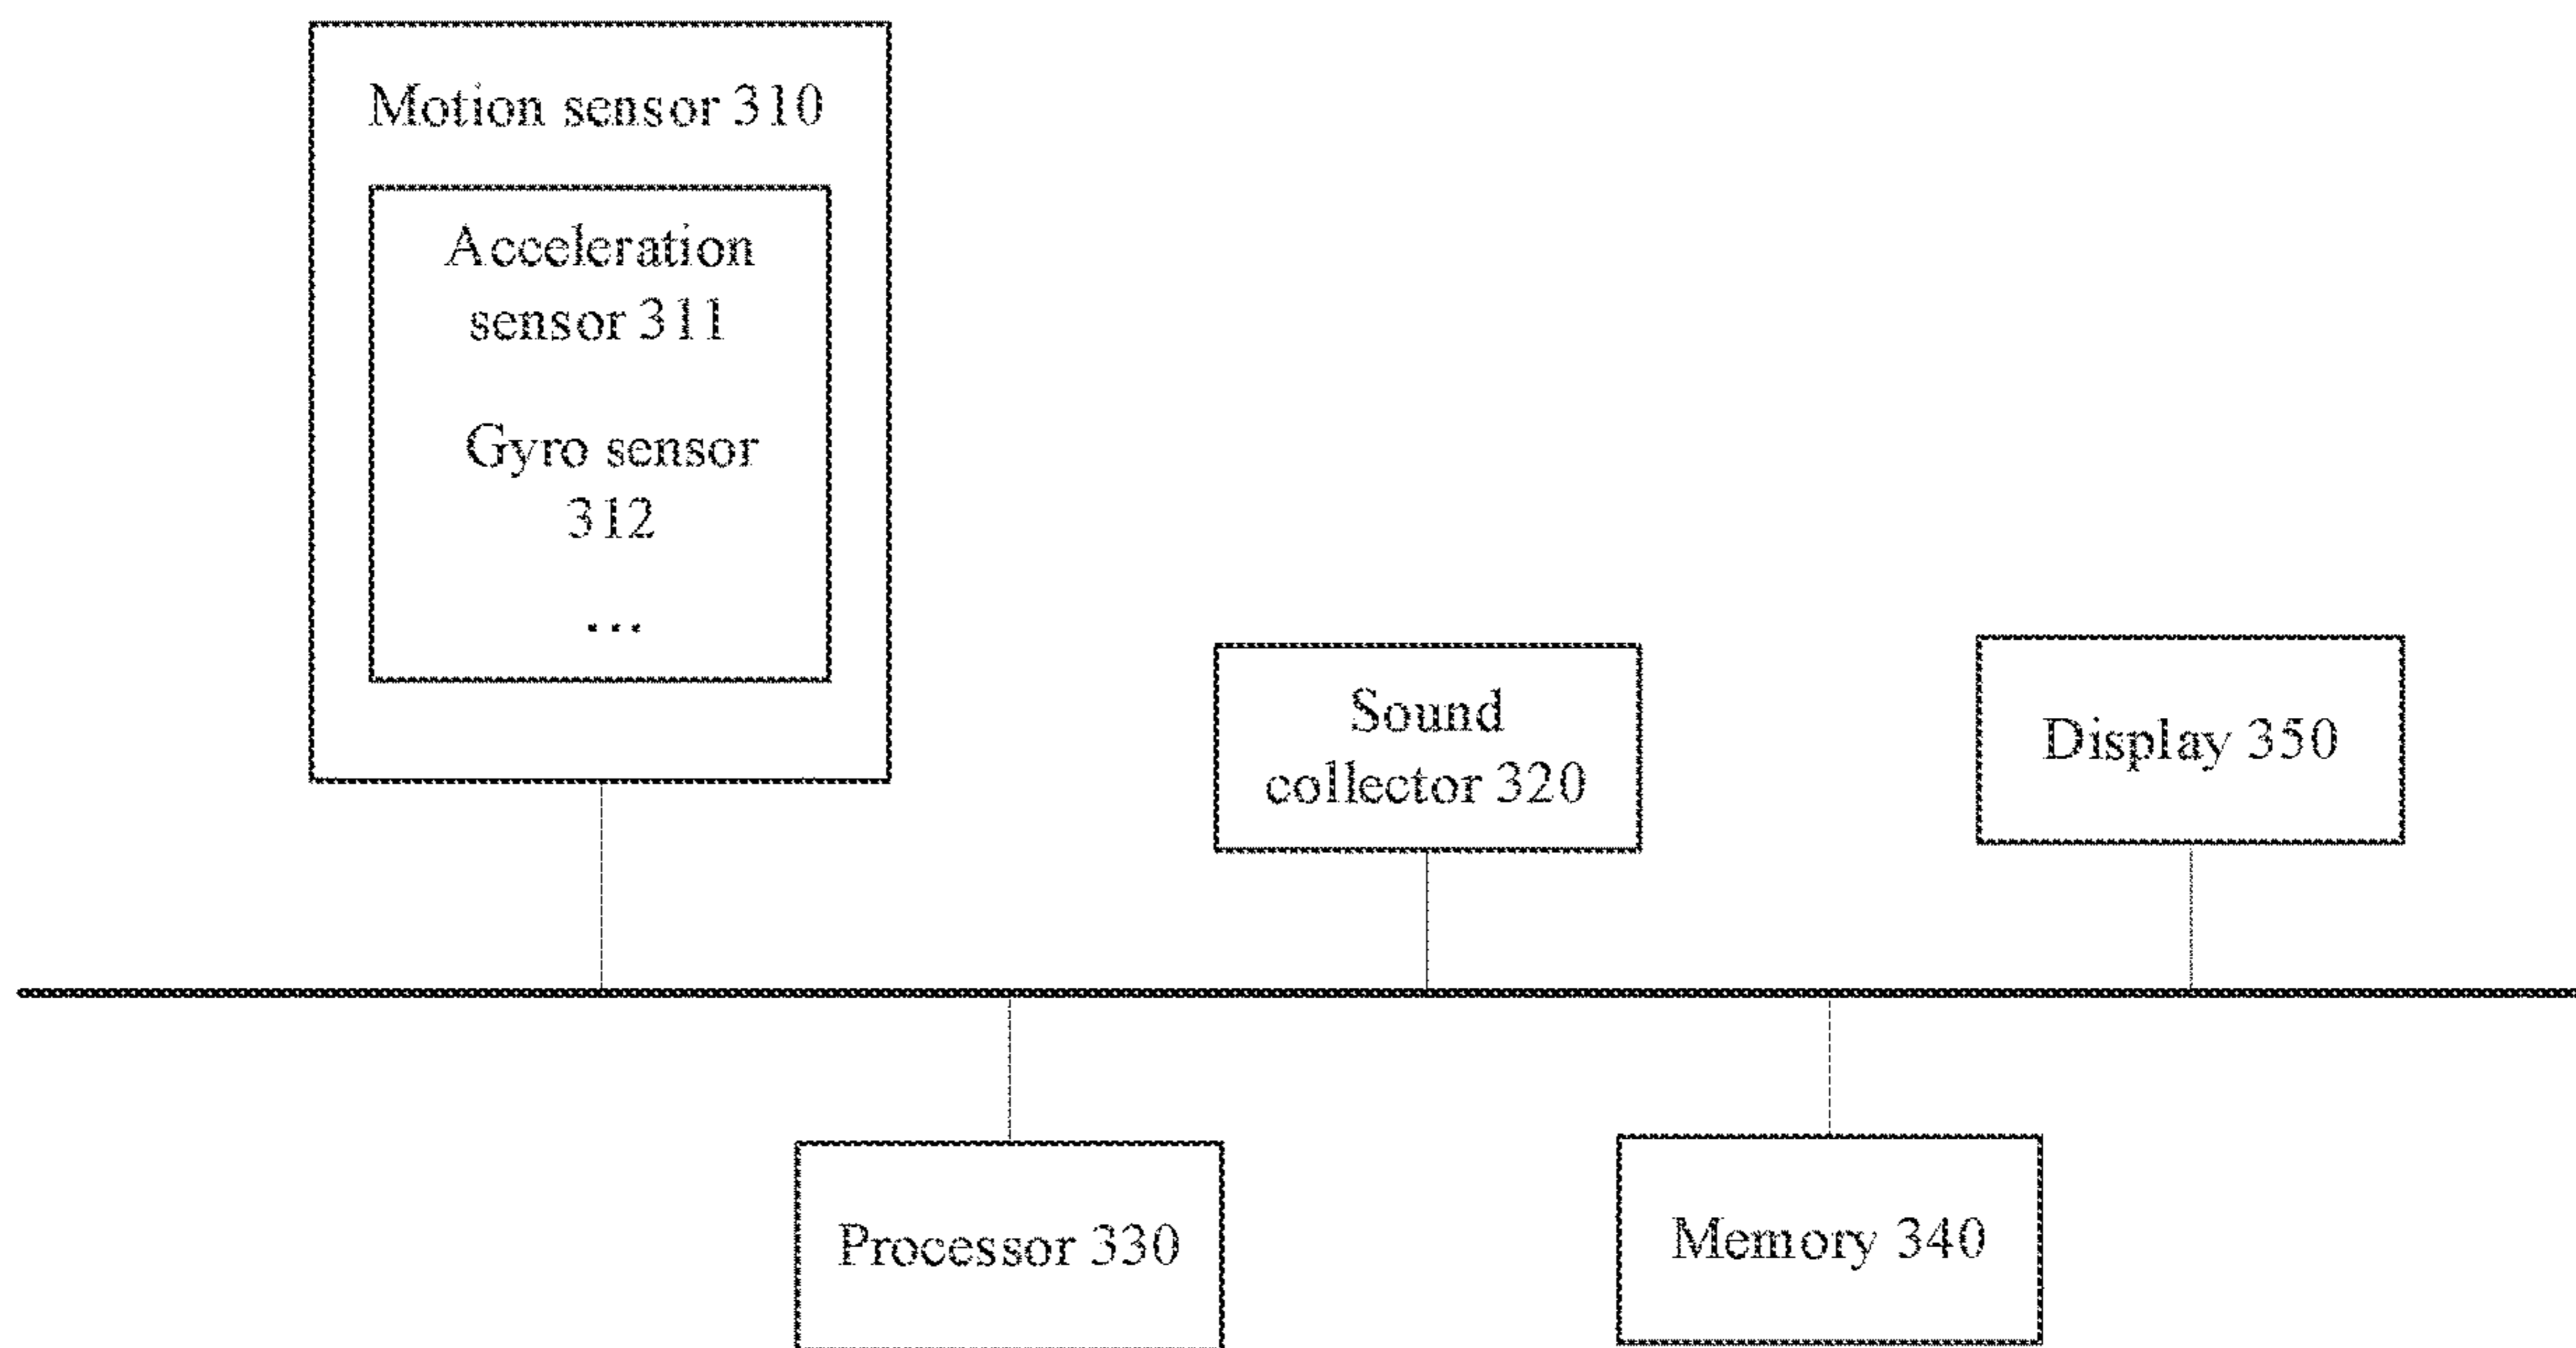 Motion sensor 310
Acceleration
sensor 311
Gyro sensor
312
...
Sound
collector 320
Display 350
Processor 330
Memory 340